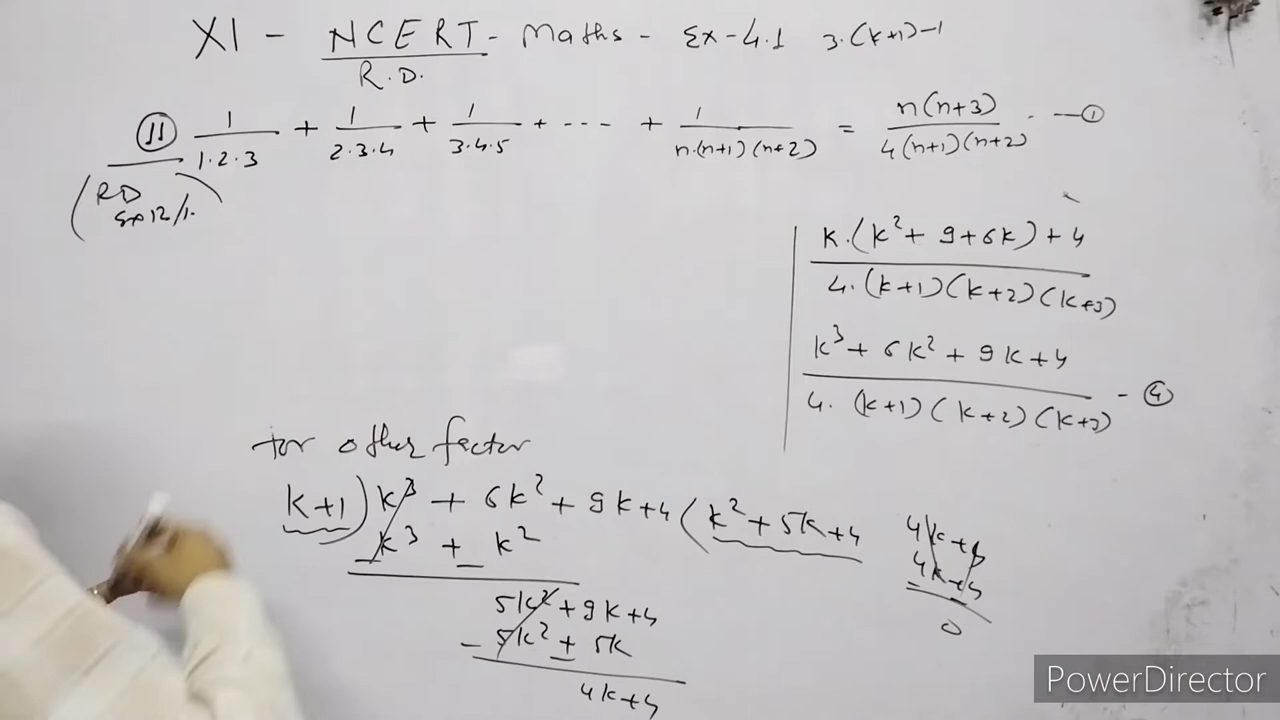 XI - NCERT - Maths - Ex-4.1 3.(k+1)-1
R.D.
(11) 1/1.2.3 + 1/2.3.4 + 1/3.4.5 + ---- + 1/n.(n+1)(n+2) = n(n+3)/4(n+1)(n+2) --- (1)
(RD
Ex 12/1.
k.(k²+9+6k)+4
4.(k+1)(k+2)(k+3)
k³+6k²+9k+4
4. (k+1)(k+2)(k+3) - (4)
for other factor
k+1) k³ + 6k² + 9k+4 (k²+5k+4
k³ + k²
5k²+9k+4
- 5k² + 5k
4k+4
4k+4
4k+4
0
PowerDirector